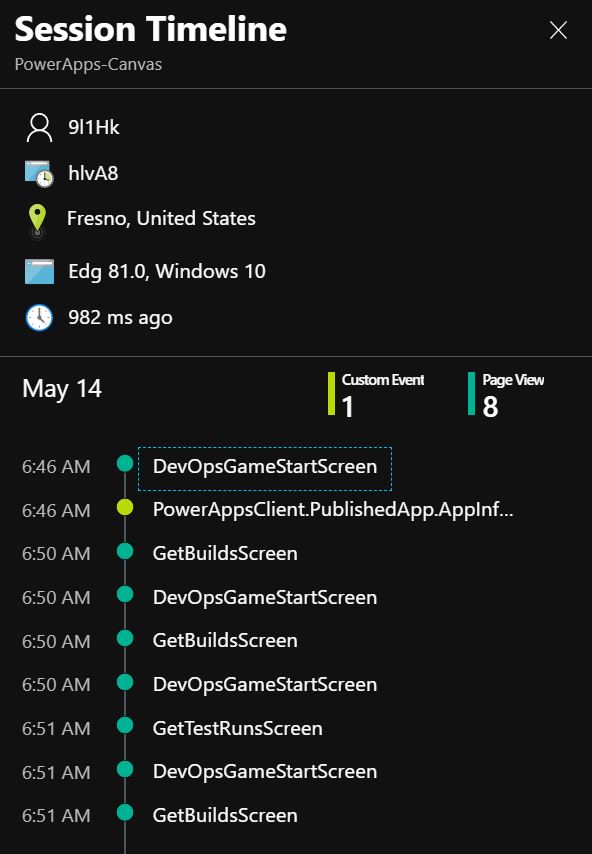 Session Timeline
PowerApps-Canvas
9l1Hk
hlvA8
Fresno, United States
Edg 81.0, Windows 10
982 ms ago
May 14
Custom Event
1
Page View
8
6:46 AM DevOpsGameStartScreen
6:46 AM PowerAppsClient.PublishedApp.AppInf...
6:50 AM GetBuildsScreen
6:50 AM DevOpsGameStartScreen
6:50 AM GetBuildsScreen
6:50 AM DevOpsGameStartScreen
6:51 AM GetTestRunsScreen
6:51 AM DevOpsGameStartScreen
6:51 AM GetBuildsScreen